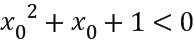 x₀² + x₀ + 1 < 0